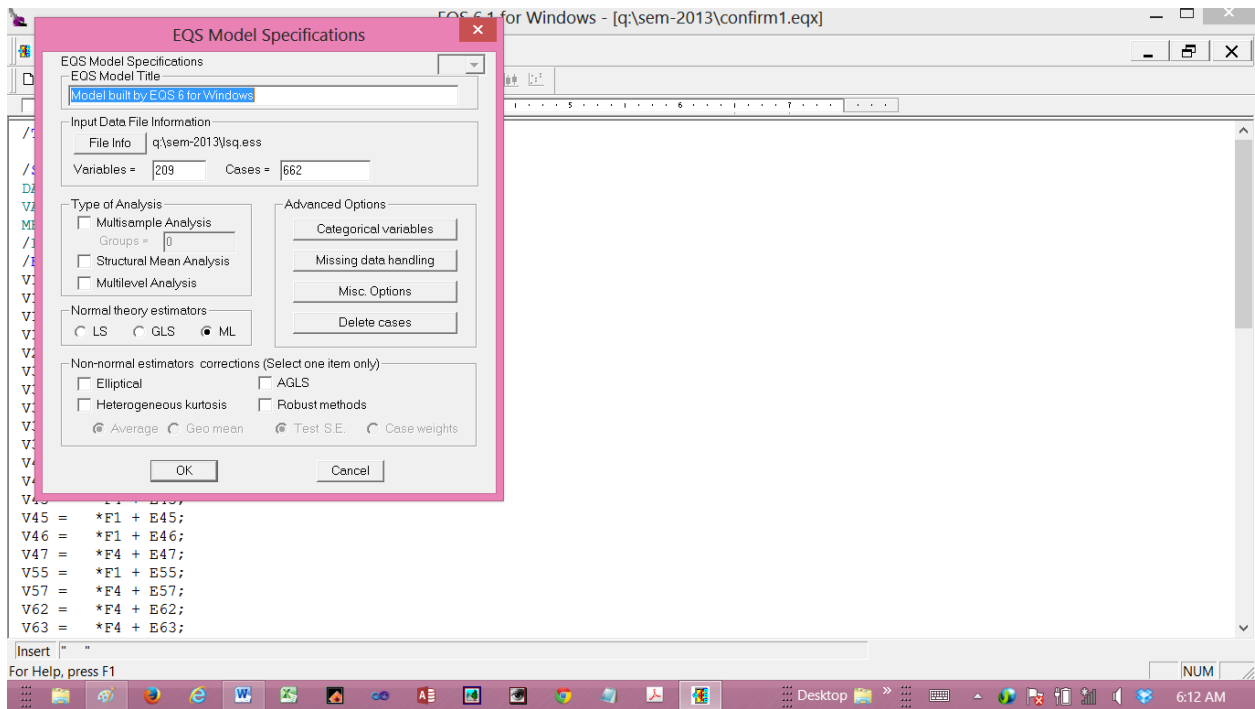 EQS 6.1 for Windows - [q:\sem-2013\confirm1.eqx]
EQS Model Specifications
EQS Model Specifications
EQS Model Title
Model built by EQS 6 for Windows
Input Data File Information
File Info q:\sem-2013\lsq.ess
Variables = 209 Cases = 662
Type of Analysis
Multisample Analysis
Groups = 0
Structural Mean Analysis
Multilevel Analysis
Advanced Options
Categorical variables
Missing data handling
Misc. Options
Delete cases
Normal theory estimators
LS GLS ML
Non-normal estimators corrections (Select one item only)
Elliptical AGLS
Heterogeneous kurtosis Robust methods
Average Geo mean Test S.E. Case weights
OK Cancel
5 6 7
V45 = *F1 + E45;
V46 = *F1 + E46;
V47 = *F4 + E47;
V55 = *F1 + E55;
V57 = *F4 + E57;
V62 = *F4 + E62;
V63 = *F4 + E63;
Insert " "
For Help, press F1 NUM
Desktop » 6:12 AM